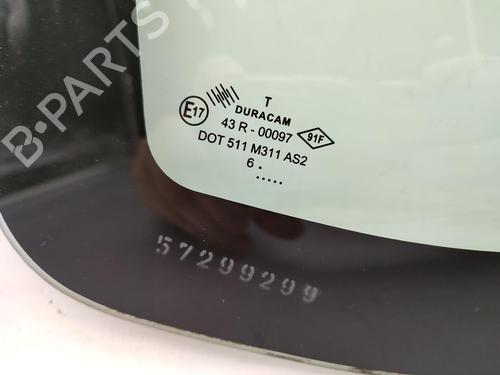 B-PARTS
T
DURACAM
E17
43 R - 00097
91F
DOT 511 M311 AS2
6 .
.....
57299299